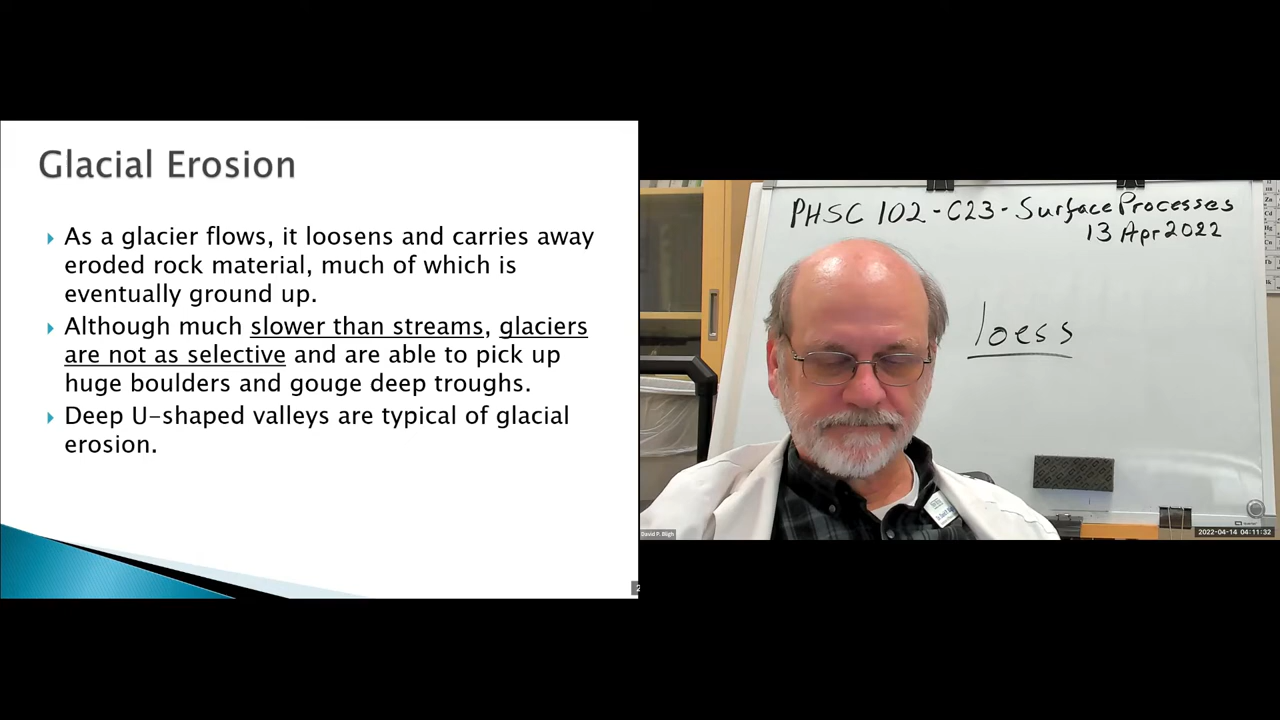 Glacial Erosion
As a glacier flows, it loosens and carries away
eroded rock material, much of which is
eventually ground up.
Although much slower than streams, glaciers
are not as selective and are able to pick up
huge boulders and gouge deep troughs.
Deep U-shaped valleys are typical of glacial
erosion.
2
PHSC 102-C23-Surface Processes
13 Apr 2022
loess
David P. Bligh
2022-04-14 04:11:32